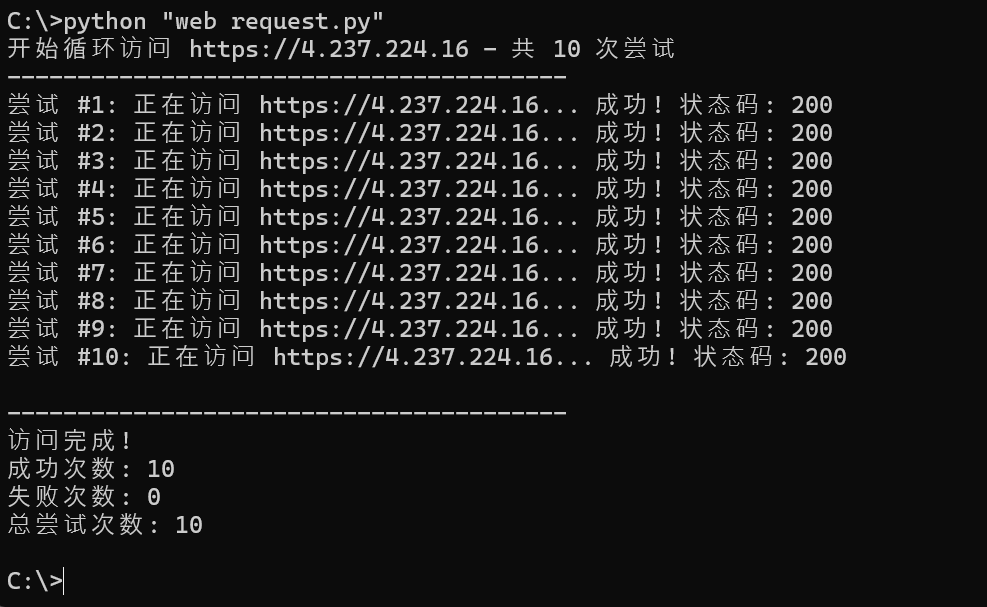 C:\>python "web request.py"
开始循环访问 https://4.237.224.16 - 共 10 次尝试
----------------------------------------
尝试 #1: 正在访问 https://4.237.224.16... 成功! 状态码: 200
尝试 #2: 正在访问 https://4.237.224.16... 成功! 状态码: 200
尝试 #3: 正在访问 https://4.237.224.16... 成功! 状态码: 200
尝试 #4: 正在访问 https://4.237.224.16... 成功! 状态码: 200
尝试 #5: 正在访问 https://4.237.224.16... 成功! 状态码: 200
尝试 #6: 正在访问 https://4.237.224.16... 成功! 状态码: 200
尝试 #7: 正在访问 https://4.237.224.16... 成功! 状态码: 200
尝试 #8: 正在访问 https://4.237.224.16... 成功! 状态码: 200
尝试 #9: 正在访问 https://4.237.224.16... 成功! 状态码: 200
尝试 #10: 正在访问 https://4.237.224.16... 成功! 状态码: 200
----------------------------------------
访问完成!
成功次数: 10
失败次数: 0
总尝试次数: 10
C:\>